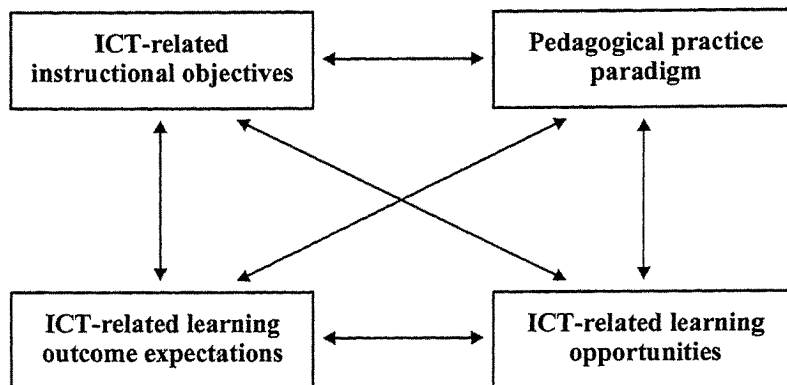 ICT-related
instructional objectives
Pedagogical practice
paradigm
ICT-related learning
outcome expectations
ICT-related learning
opportunities